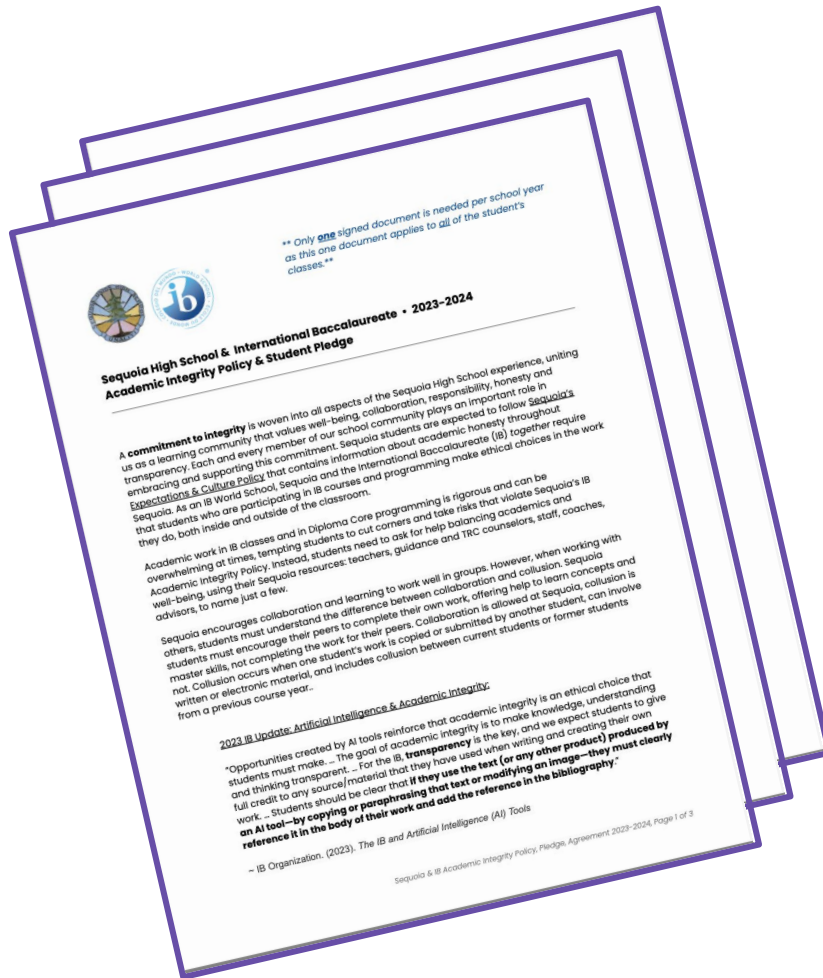 ** Only one signed document is needed per school year
as this one document applies to all of the student's
classes.**
ib
Sequoia High School & International Baccalaureate • 2023-2024
Academic Integrity Policy & Student Pledge
A commitment to integrity is woven into all aspects of the Sequoia High School experience, uniting
us as a learning community that values well-being, collaboration, responsibility, honesty and
transparency. Each and every member of our school community plays an important role in
embracing and supporting this commitment. Sequoia students are expected to follow Sequoia's
Expectations & Culture Policy that contains information about academic honesty throughout
Sequoia. As an IB World School, Sequoia and the International Baccalaureate (IB) together require
that students who are participating in IB courses and programming make ethical choices in the work
they do, both inside and outside of the classroom.
Academic work in IB classes and in Diploma Core programming is rigorous and can be
overwhelming at times, tempting students to cut corners and take risks that violate Sequoia's IB
Academic Integrity Policy. Instead, students need to ask for help balancing academics and
well-being, using their Sequoia resources: teachers, guidance and TRC counselors, staff, coaches,
advisors, to name just a few.
Sequoia encourages collaboration and learning to work well in groups. However, when working with
others, students must understand the difference between collaboration and collusion. Sequoia
students must encourage their peers to complete their own work, offering help to learn concepts and
master skills, not completing the work for their peers. Collaboration is allowed at Sequoia, collusion is
not. Collusion occurs when one student's work is copied or submitted by another student, can involve
written or electronic material, and includes collusion between current students or former students
from a previous course year..
2023 IB Update: Artificial Intelligence & Academic Integrity:
"Opportunities created by AI tools reinforce that academic integrity is an ethical choice that
students must make. … The goal of academic integrity is to make knowledge, understanding
and thinking transparent. … For the IB, transparency is the key, and we expect students to give
full credit to any source/material that they have used when writing and creating their own
work. … Students should be clear that if they use the text (or any other product) produced by
an AI tool—by copying or paraphrasing that text or modifying an image—they must clearly
reference it in the body of their work and add the reference in the bibliography."
~ IB Organization. (2023). The IB and Artificial Intelligence (AI) Tools
Sequoia & IB Academic Integrity Policy, Pledge, Agreement 2023-2024, Page 1 of 3